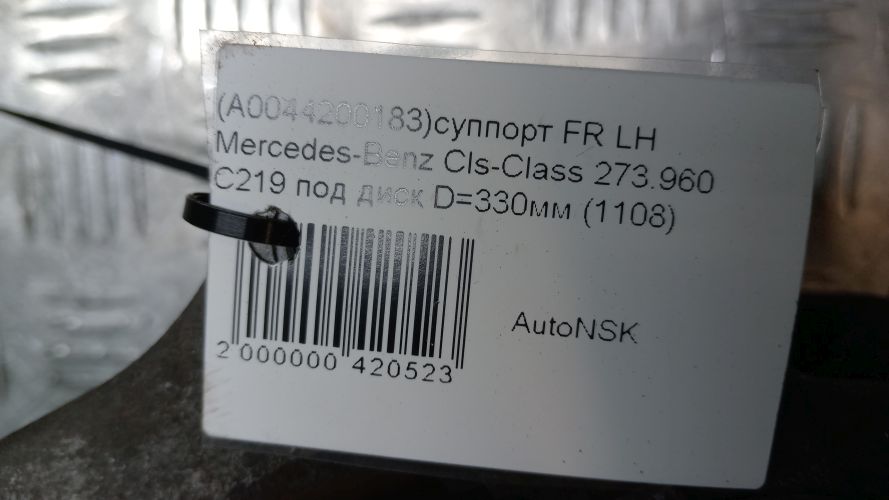 (A0044200183)суппорт FR LH
Mercedes-Benz Cls-Class 273.960
C219 под диск D=330мм (1108)
AutoNSK
2 000000 420523